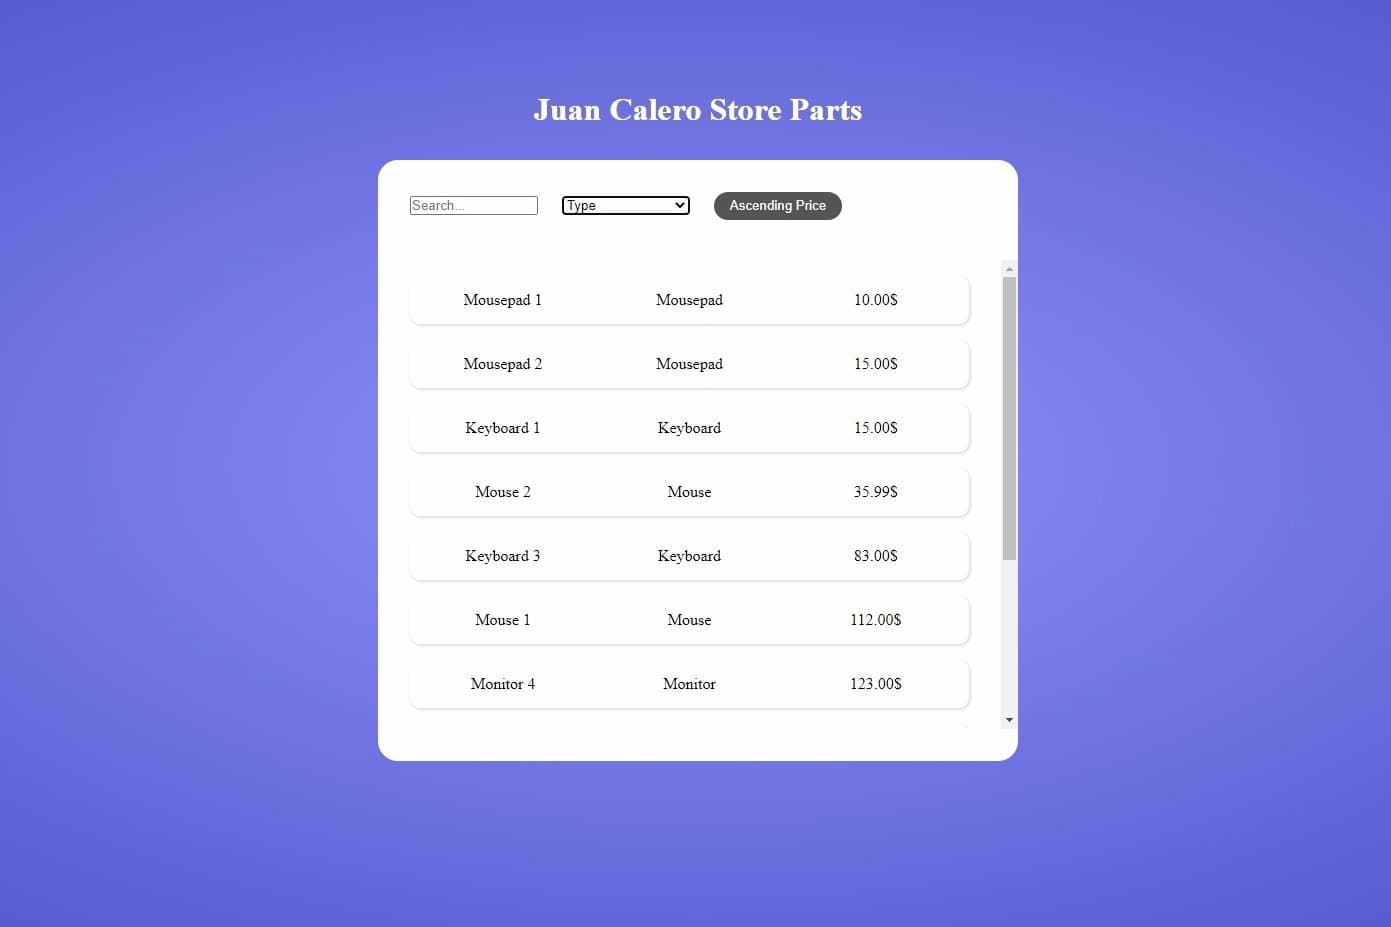 Juan Calero Store Parts
Search... Type Ascending Price
Mousepad 1 Mousepad 10.00$
Mousepad 2 Mousepad 15.00$
Keyboard 1 Keyboard 15.00$
Mouse 2 Mouse 35.99$
Keyboard 3 Keyboard 83.00$
Mouse 1 Mouse 112.00$
Monitor 4 Monitor 123.00$